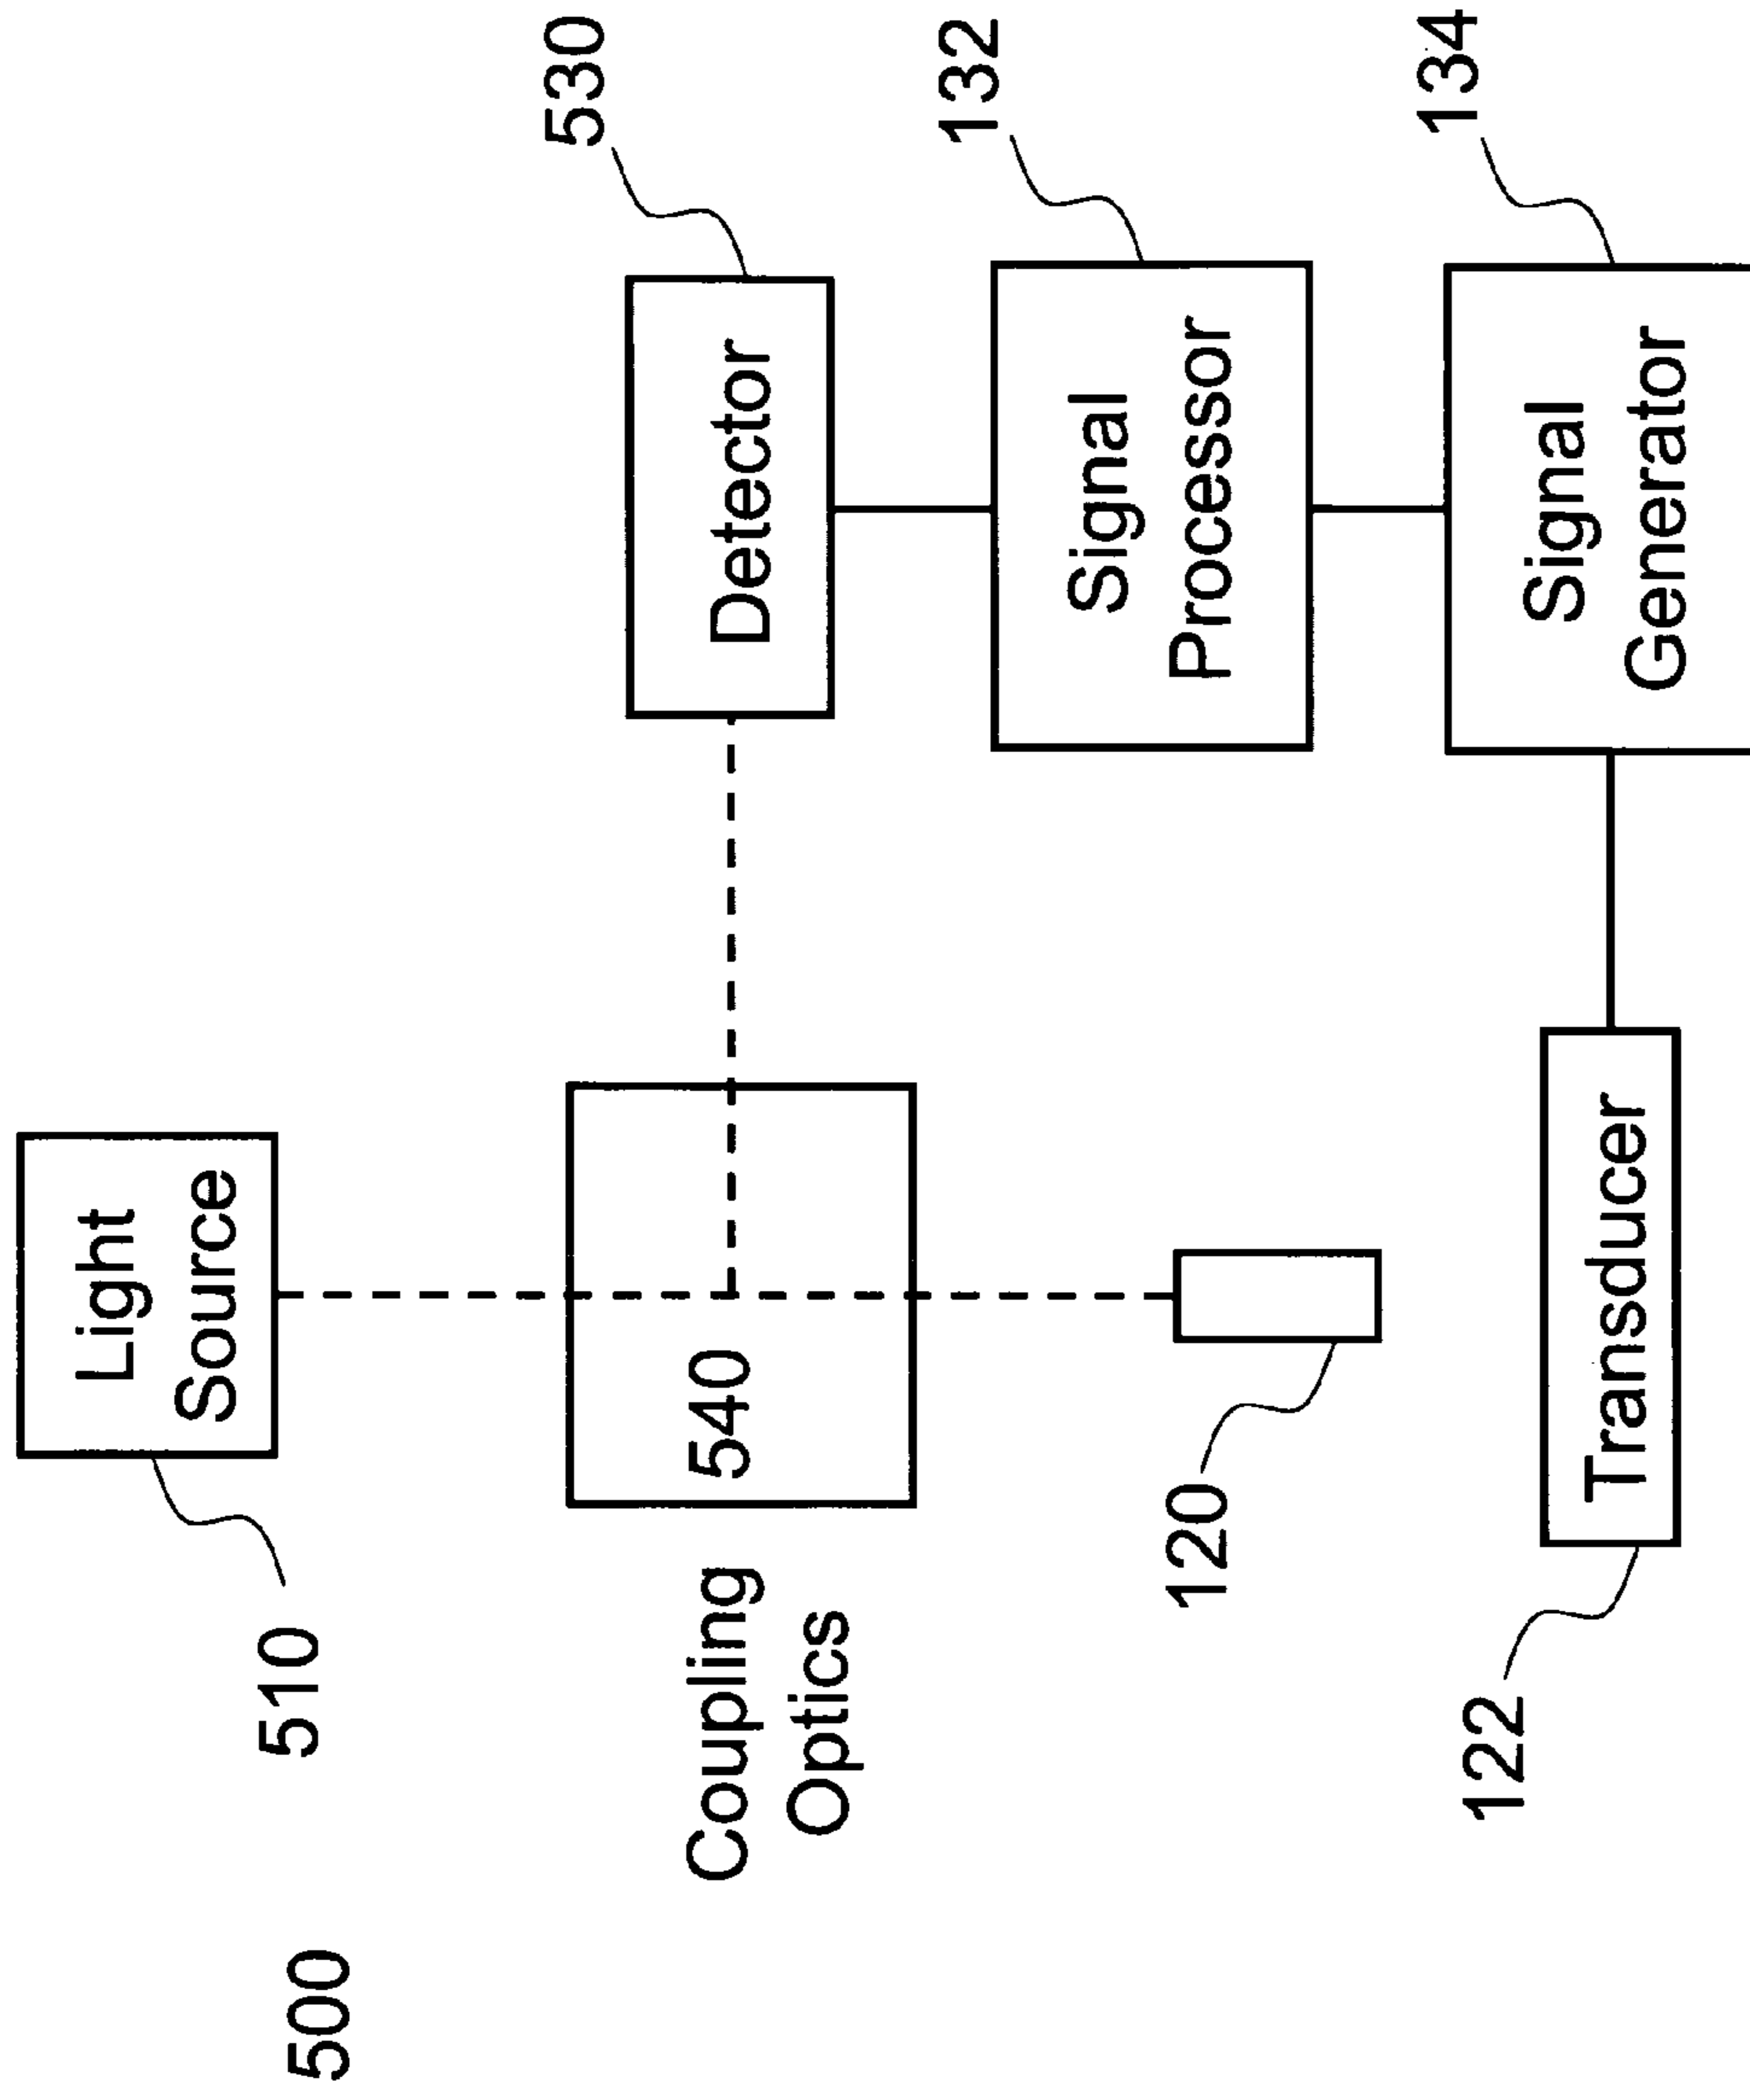 500
510
Light
Source
Coupling
Optics
540
530
Detector
120
132
Signal
Processor
122
Transducer
134
Signal
Generator